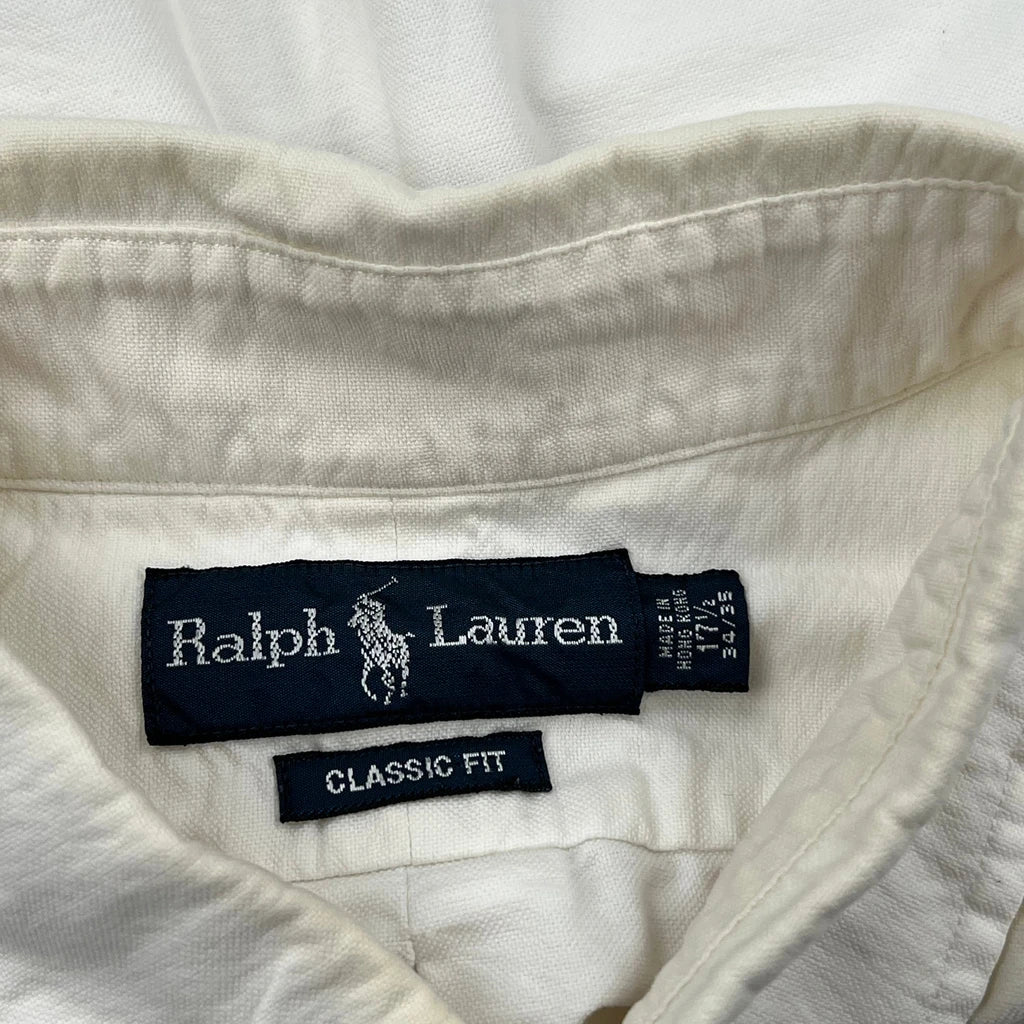 Ralph Lauren
MADE IN
HONG KONG
17½
34/35
CLASSIC FIT